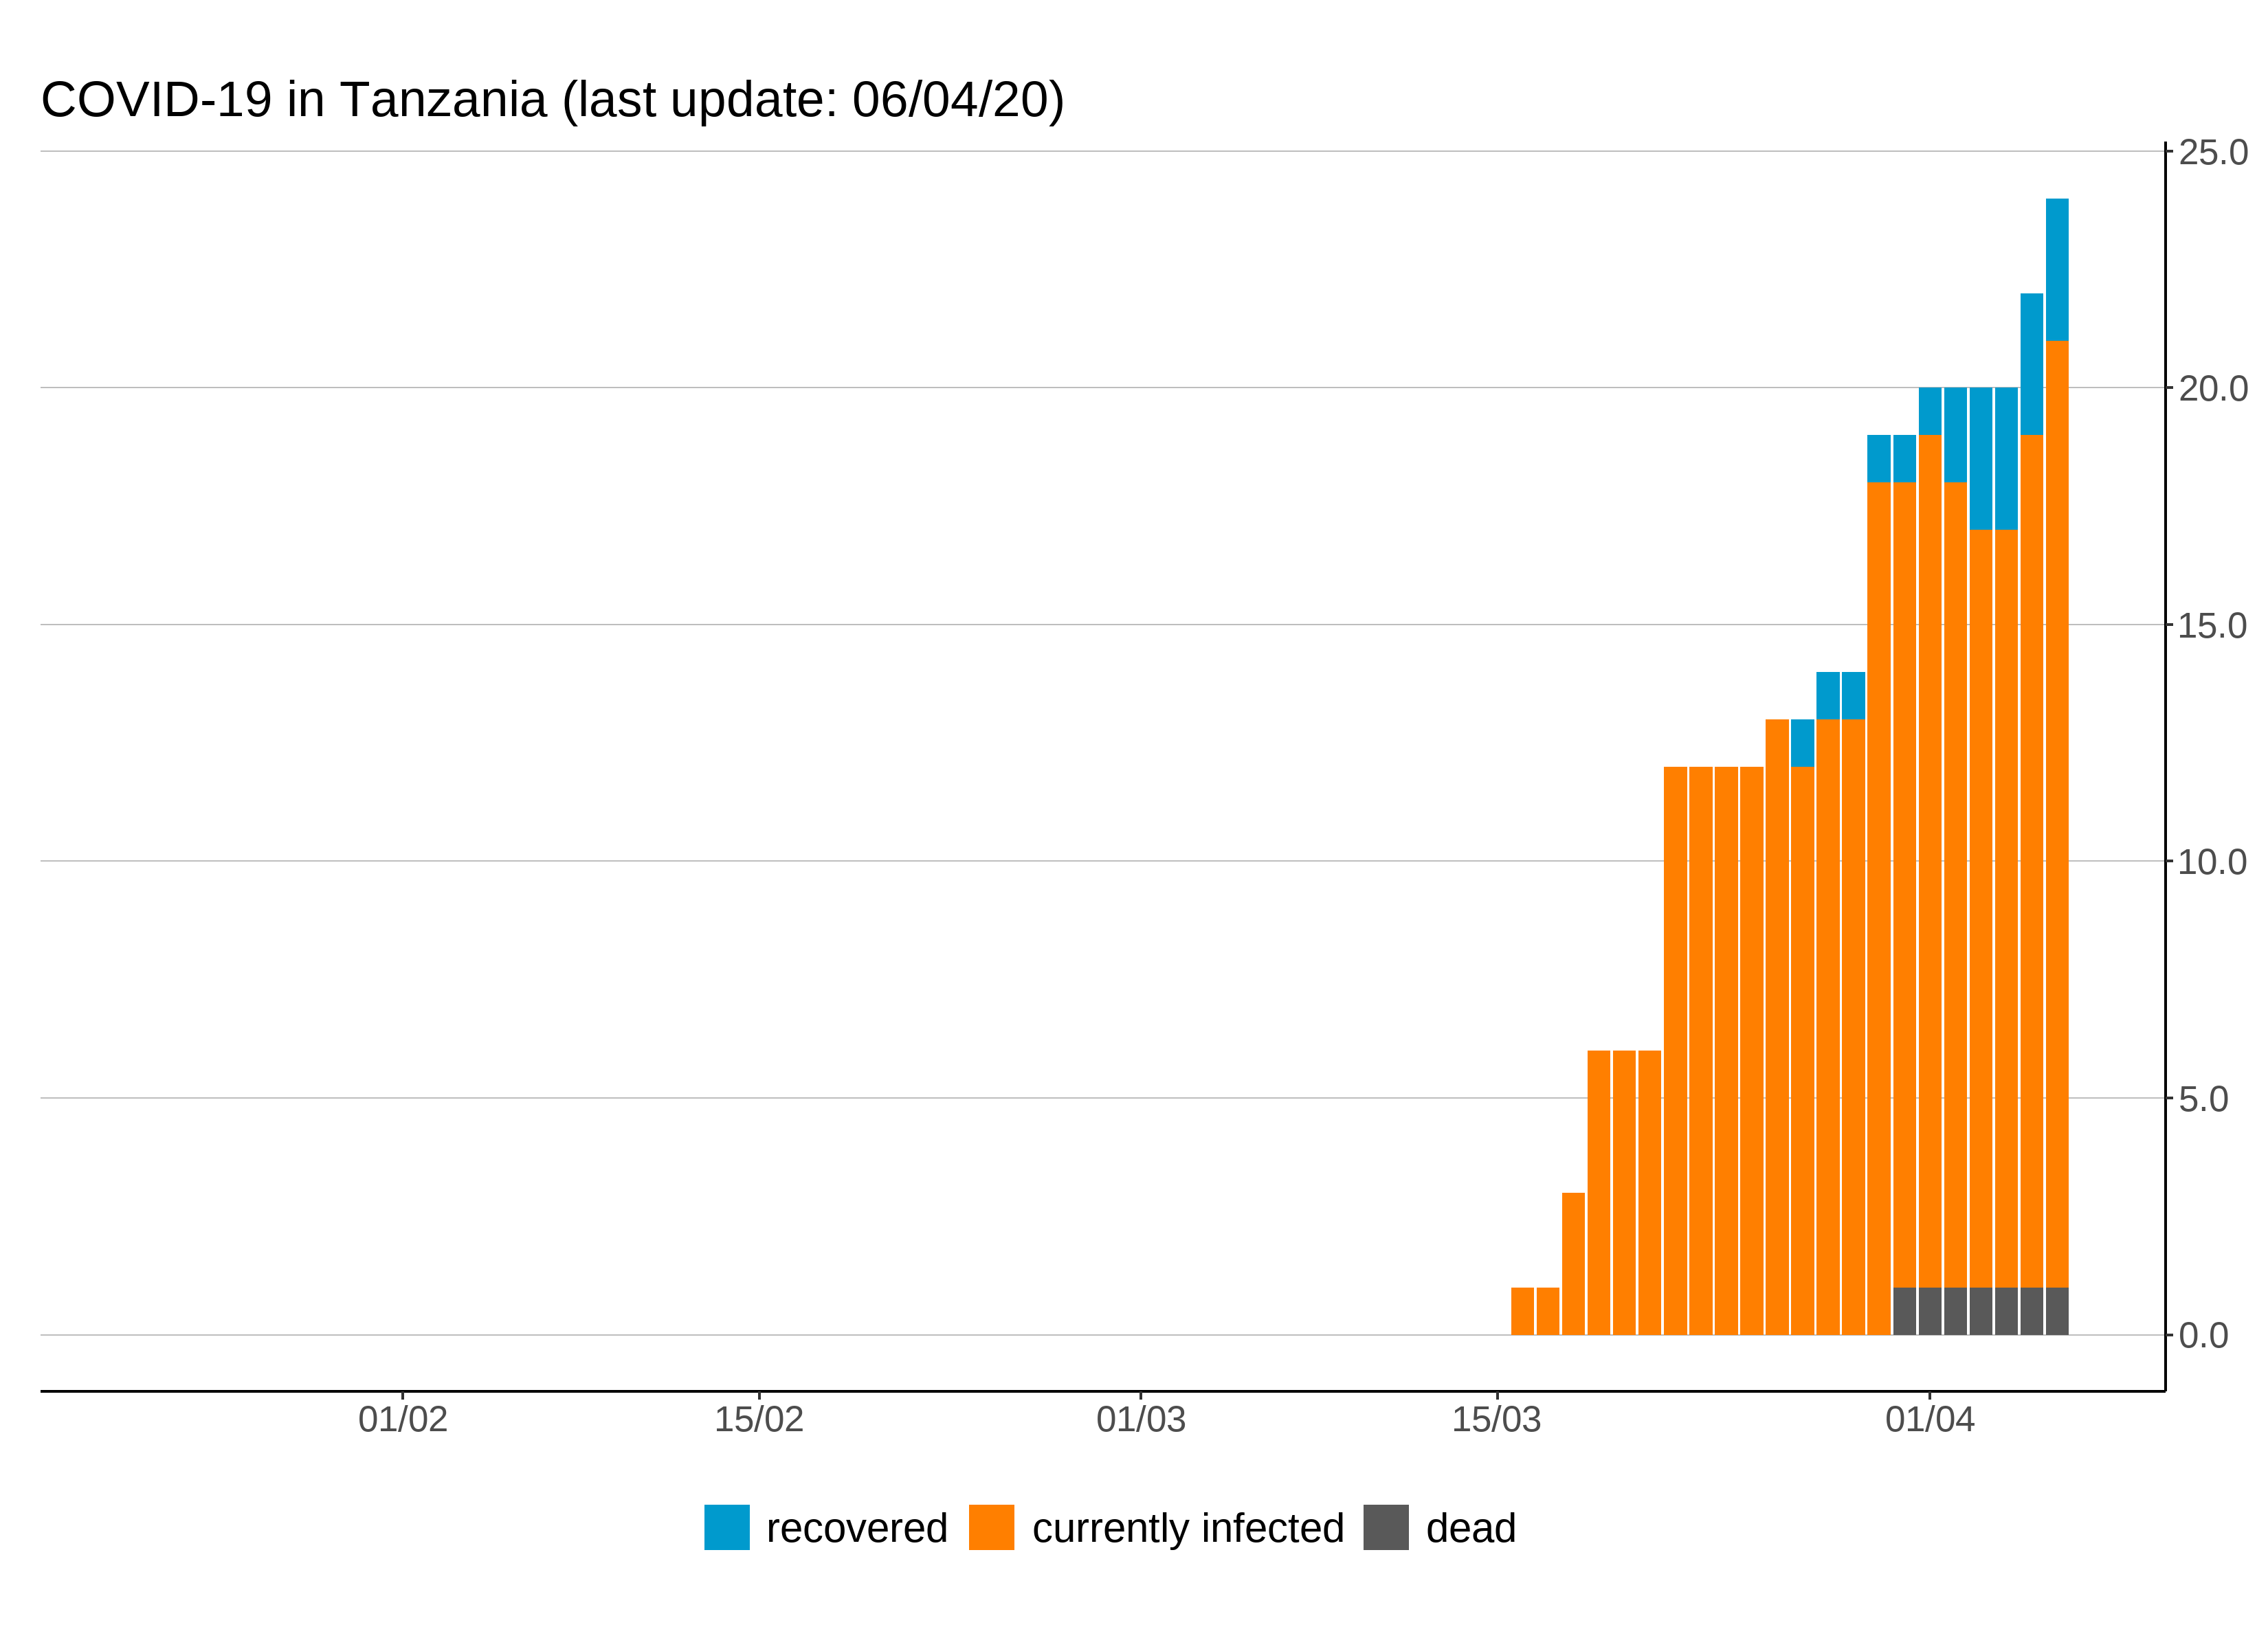 COVID-19 in Tanzania (last update: 06/04/20)
25.0
20.0
15.0
10.0
5.0
0.0
01/02 15/02 01/03 15/03 01/04
recovered currently infected dead